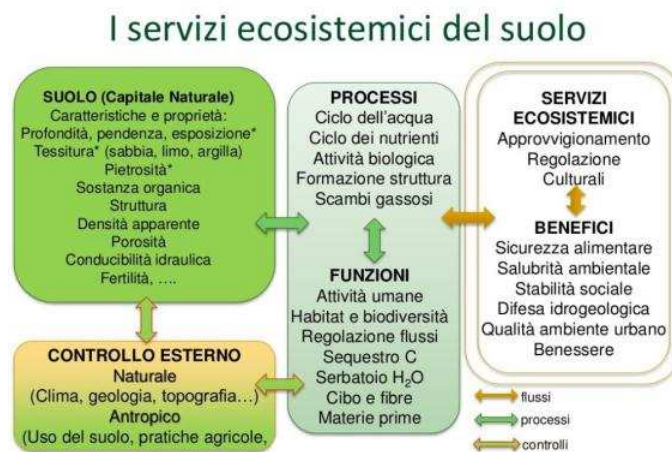 I servizi ecosistemici del suolo
SUOLO (Capitale Naturale)
Caratteristiche e proprietà:
Profondità, pendenza, esposizione*
Tessitura* (sabbia, limo, argilla)
Pietrosità*
Sostanza organica
Struttura
Densità apparente
Porosità
Conducibilità idraulica
Fertilità, ....
CONTROLLO ESTERNO
Naturale
(Clima, geologia, topografia...)
Antropico
(Uso del suolo, pratiche agricole,
PROCESSI
Ciclo dell'acqua
Ciclo dei nutrienti
Attività biologica
Formazione struttura
Scambi gassosi
FUNZIONI
Attività umane
Habitat e biodiversità
Regolazione flussi
Sequestro C
Serbatoio H₂O
Cibo e fibre
Materie prime
SERVIZI
ECOSISTEMICI
Approvvigionamento
Regolazione
Culturali
BENEFICI
Sicurezza alimentare
Salubrità ambientale
Stabilità sociale
Difesa idrogeologica
Qualità ambiente urbano
Benessere
flussi
processi
controlli